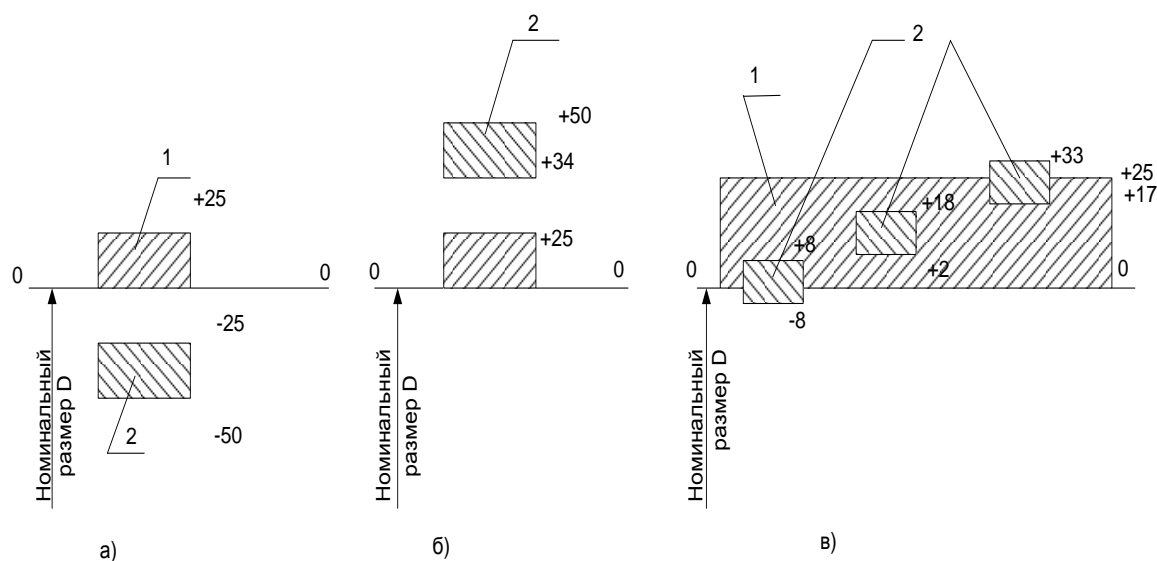 1
+25
0
0
-25
2
-50
Номинальный
размер D
а)
2
+50
+34
+25
0
0
Номинальный
размер D
б)
2
1
+33
+25
+17
+18
+8
+2
0
0
-8
Номинальный
размер D
в)